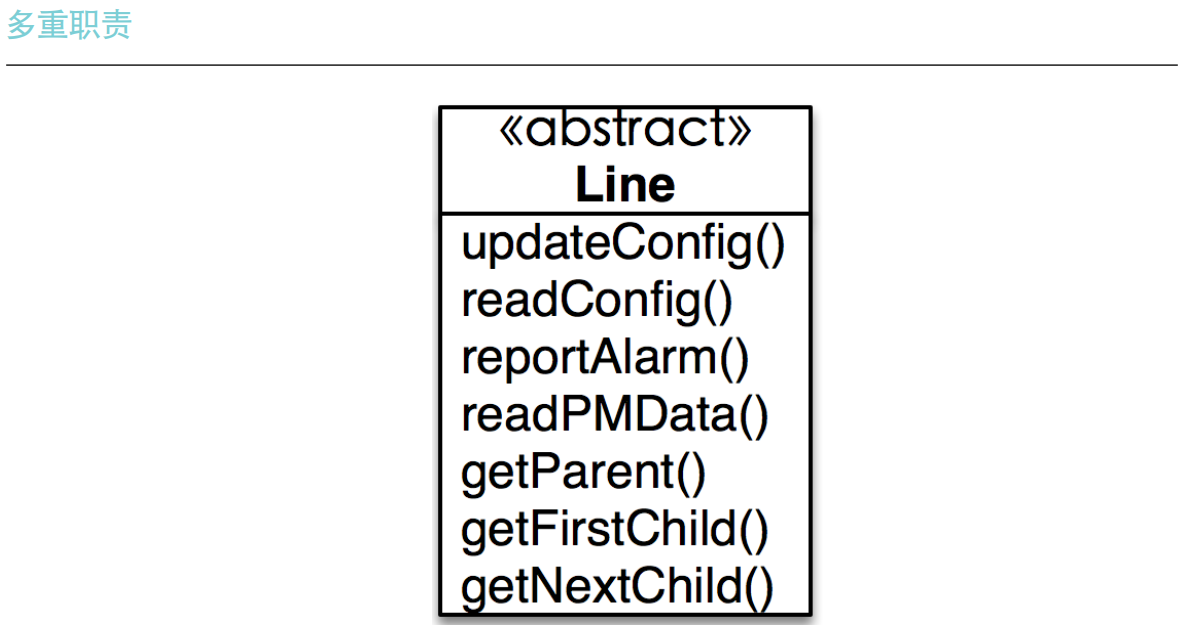 多重职责
«abstract»
Line
updateConfig()
readConfig()
reportAlarm()
readPMData()
getParent()
getFirstChild()
getNextChild()